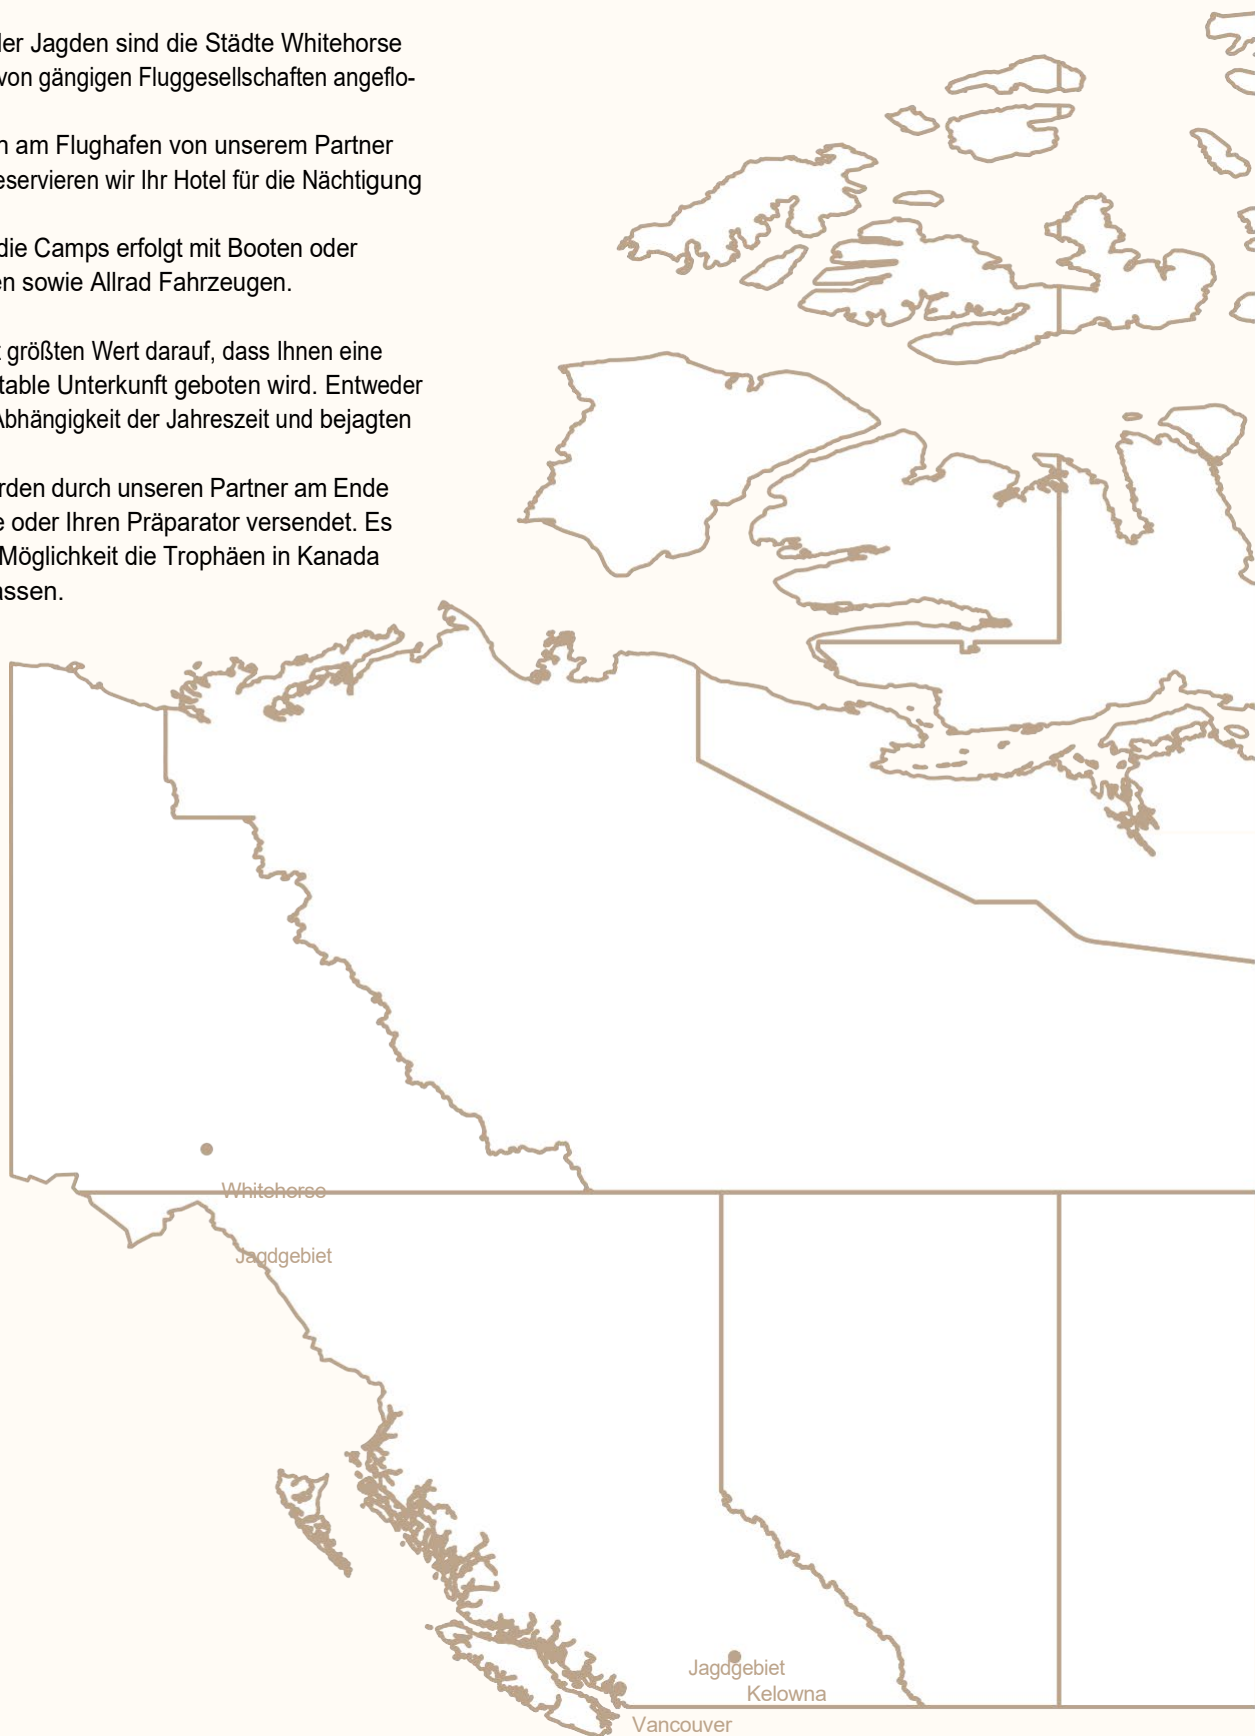 der Jagden sind die Städte Whitehorse
von gängigen Fluggesellschaften angeflo-
n am Flughafen von unserem Partner
eservieren wir Ihr Hotel für die Nächtigung
die Camps erfolgt mit Booten oder
en sowie Allrad Fahrzeugen.
t größten Wert darauf, dass Ihnen eine
table Unterkunft geboten wird. Entweder
Abhängigkeit der Jahreszeit und bejagten
rden durch unseren Partner am Ende
e oder Ihren Präparator versendet. Es
Möglichkeit die Trophäen in Kanada
assen.
Whitehorse
Jagdgebiet
Jagdgebiet
Kelowna
Vancouver